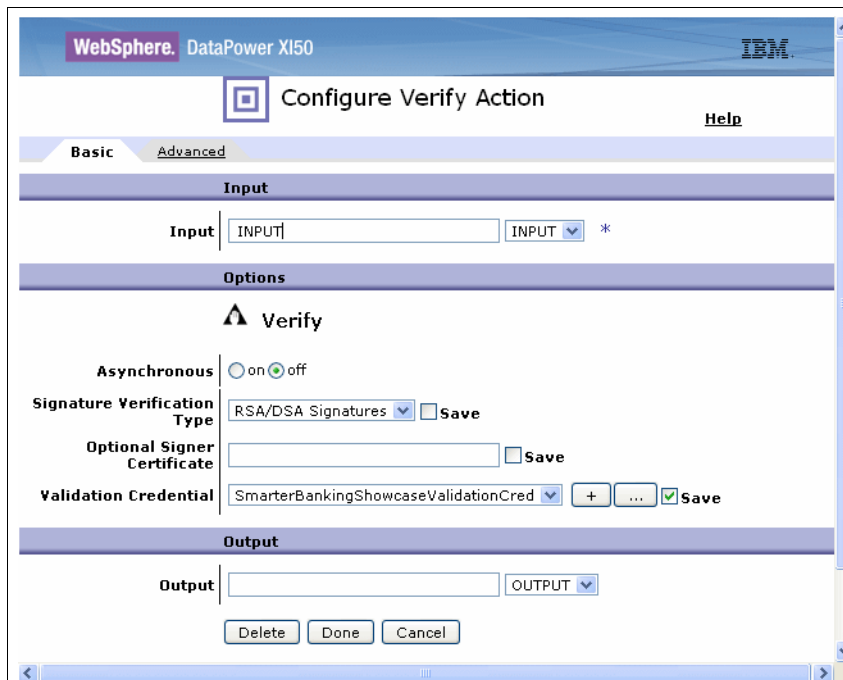 WebSphere. DataPower XI50 IBM.
Configure Verify Action
Help
Basic Advanced
Input
Input INPUT INPUT *
Options
Verify
Asynchronous on off
Signature Verification Type RSA/DSA Signatures Save
Optional Signer Certificate Save
Validation Credential SmarterBankingShowcaseValidationCred + ... Save
Output
Output OUTPUT
Delete Done Cancel